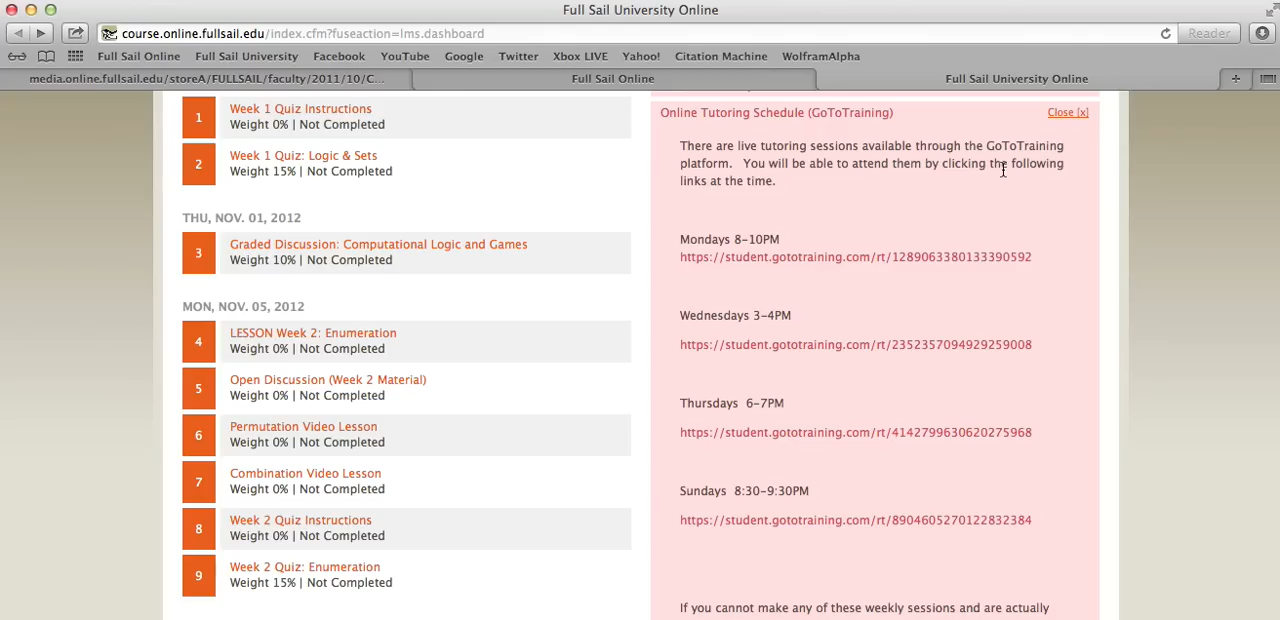 Full Sail University Online
course.online.fullsail.edu/index.cfm?fuseaction=lms.dashboard
Reader
Full Sail Online Full Sail University Facebook YouTube Google Twitter Xbox LIVE Yahoo! Citation Machine WolframAlpha
media.online.fullsail.edu/storeA/FULLSAIL/faculty/2011/10/C... Full Sail Online Full Sail University Online
1 Week 1 Quiz Instructions
Weight 0% | Not Completed
2 Week 1 Quiz: Logic & Sets
Weight 15% | Not Completed
THU, NOV. 01, 2012
3 Graded Discussion: Computational Logic and Games
Weight 10% | Not Completed
MON, NOV. 05, 2012
4 LESSON Week 2: Enumeration
Weight 0% | Not Completed
5 Open Discussion (Week 2 Material)
Weight 0% | Not Completed
6 Permutation Video Lesson
Weight 0% | Not Completed
7 Combination Video Lesson
Weight 0% | Not Completed
8 Week 2 Quiz Instructions
Weight 0% | Not Completed
9 Week 2 Quiz: Enumeration
Weight 15% | Not Completed
Online Tutoring Schedule (GoToTraining) Close [x]
There are live tutoring sessions available through the GoToTraining
platform. You will be able to attend them by clicking the following
links at the time.
Mondays 8-10PM
https://student.gototraining.com/rt/1289063380133390592
Wednesdays 3-4PM
https://student.gototraining.com/rt/2352357094929259008
Thursdays 6-7PM
https://student.gototraining.com/rt/4142799630620275968
Sundays 8:30-9:30PM
https://student.gototraining.com/rt/8904605270122832384
If you cannot make any of these weekly sessions and are actually